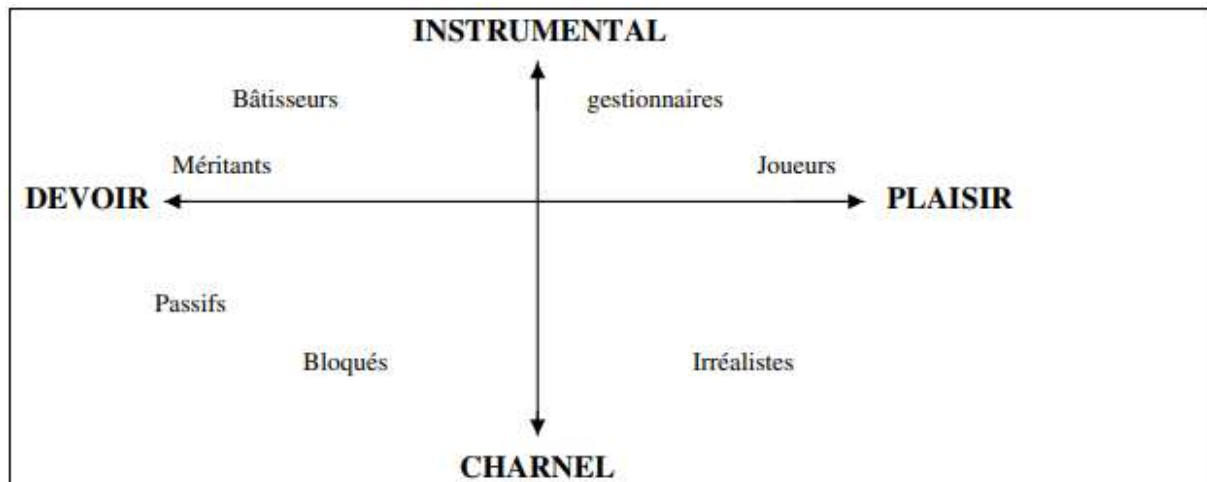 INSTRUMENTAL
Bâtisseurs gestionnaires
Méritants Joueurs
DEVOIR PLAISIR
Passifs
Bloqués Irréalistes
CHARNEL